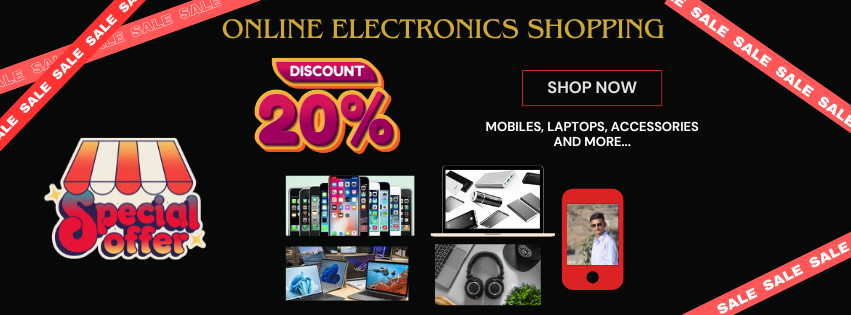 ONLINE ELECTRONICS SHOPPING
SALE SALE SALE
SALE SALE SALE SALE
SALE SALE SALE SALE
DISCOUNT
20%
SHOP NOW
MOBILES, LAPTOPS, ACCESSORIES
AND MORE...
Special
offer
SALE SALE SALE